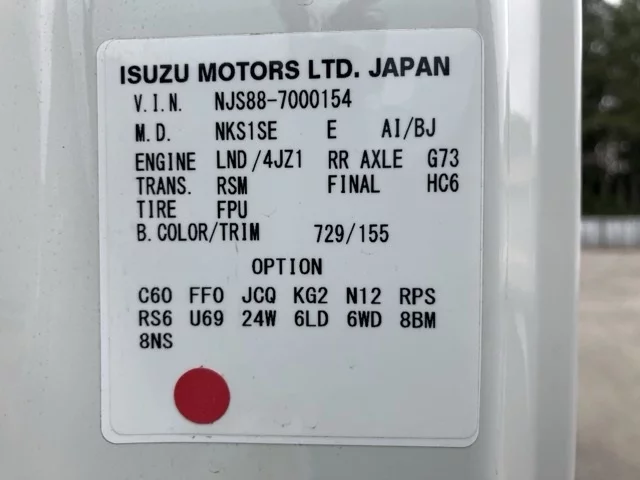 ISUZU MOTORS LTD. JAPAN
V.I.N. NJS88-7000154
M.D. NKS1SE E AI/BJ
ENGINE LND/4JZ1 RR AXLE G73
TRANS. RSM FINAL HC6
TIRE FPU
B.COLOR/TRIM 729/155
OPTION
C60 FF0 JCQ KG2 N12 RPS
RS6 U69 24W 6LD 6WD 8BM
8NS